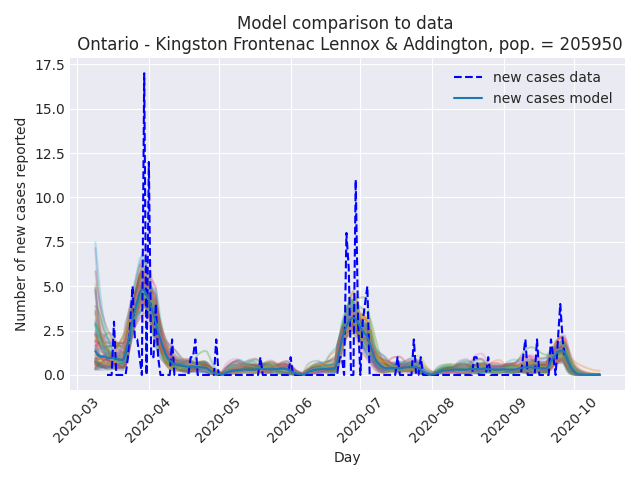 Model comparison to data
Ontario - Kingston Frontenac Lennox & Addington, pop. = 205950
17.5
15.0
12.5
10.0
7.5
5.0
2.5
0.0
Number of new cases reported
new cases data
new cases model
2020-03
2020-04
2020-05
2020-06
2020-07
2020-08
2020-09
2020-10
Day